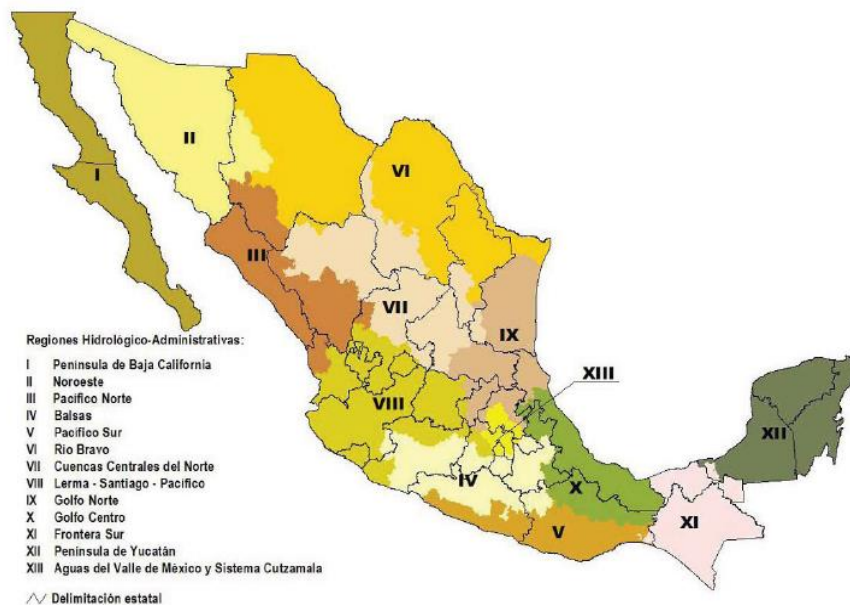 II
I
VI
III
VII
IX
XIII
VIII
XII
IV
X
XI
V
Regiones Hidrológico-Administrativas:
I Península de Baja California
II Noroeste
III Pacífico Norte
IV Balsas
V Pacífico Sur
VI Río Bravo
VII Cuencas Centrales del Norte
VIII Lerma - Santiago - Pacífico
IX Golfo Norte
X Golfo Centro
XI Frontera Sur
XII Península de Yucatán
XIII Aguas del Valle de México y Sistema Cutzamala
Delimitación estatal